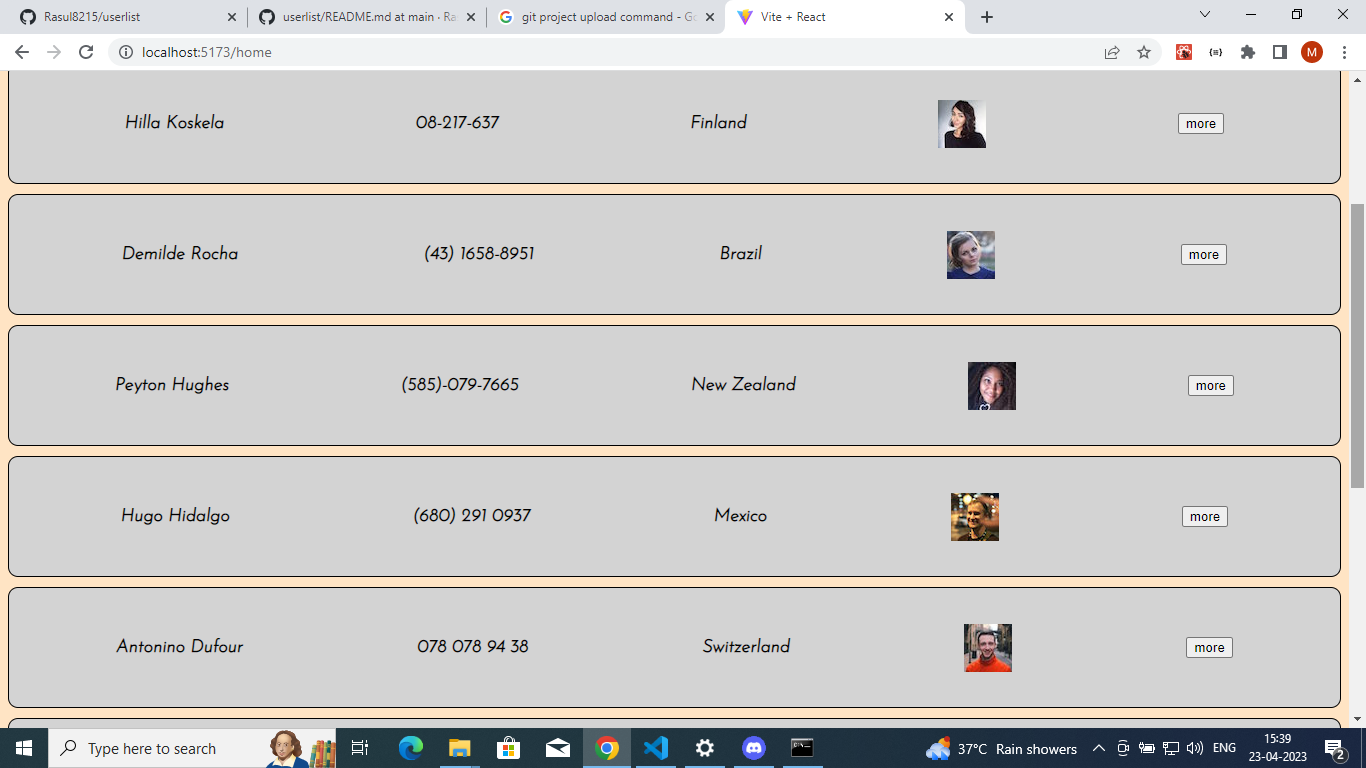 Rasul8215/userlist
userlist/README.md at main · Ra
git project upload command - Go
Vite + React
localhost:5173/home
M
Hilla Koskela 08-217-637 Finland more
Demilde Rocha (43) 1658-8951 Brazil more
Peyton Hughes (585)-079-7665 New Zealand more
Hugo Hidalgo (680) 291 0937 Mexico more
Antonino Dufour 078 078 94 38 Switzerland more
Type here to search
37°C Rain showers
ENG
15:39
23-04-2023
2